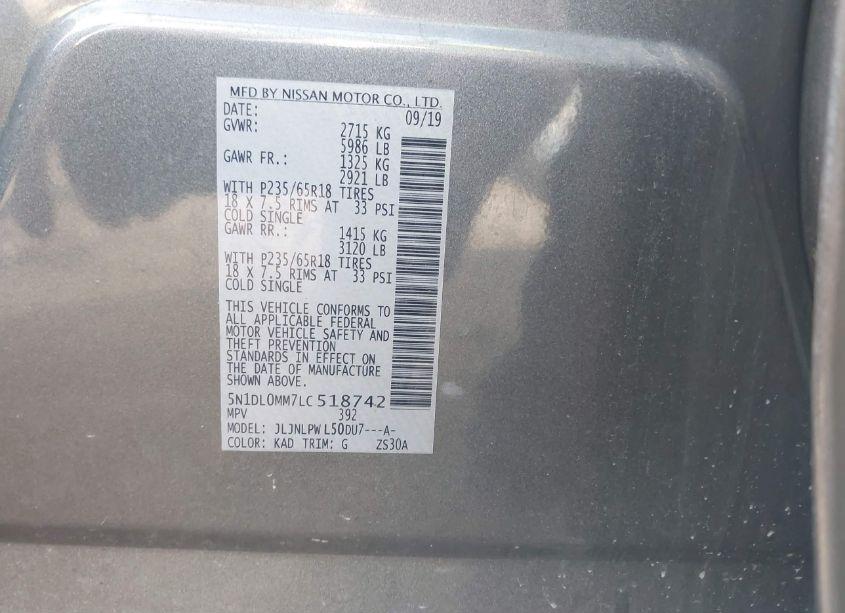 MFD BY NISSAN MOTOR CO., LTD.
DATE: 09/19
GVWR: 2715 KG
5986 LB
GAWR FR.: 1325 KG
2921 LB
WITH P235/65R18 TIRES
18 X 7.5 RIMS AT 33 PSI
COLD SINGLE
GAWR RR.: 1415 KG
3120 LB
WITH P235/65R18 TIRES
18 X 7.5 RIMS AT 33 PSI
COLD SINGLE
THIS VEHICLE CONFORMS TO
ALL APPLICABLE FEDERAL
MOTOR VEHICLE SAFETY AND
THEFT PREVENTION
STANDARDS IN EFFECT ON
THE DATE OF MANUFACTURE
SHOWN ABOVE.
5N1DL0MM7LC518742
MPV 392
MODEL: JLJNLPWL50DU7---A-
COLOR: KAD TRIM: G ZS30A